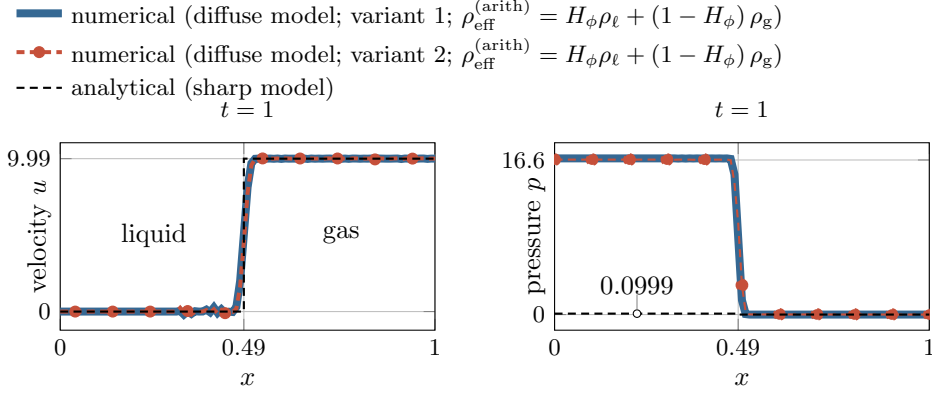 numerical (diffuse model; variant 1; ρ_eff^(arith) = H_ϕρ_ℓ + (1 − H_ϕ) ρ_g)
numerical (diffuse model; variant 2; ρ_eff^(arith) = H_ϕρ_ℓ + (1 − H_ϕ) ρ_g)
analytical (sharp model)
t = 1
9.99
0
velocity u
liquid
gas
0
0.49
1
x
t = 1
16.6
0
pressure p
0.0999
0
0.49
1
x